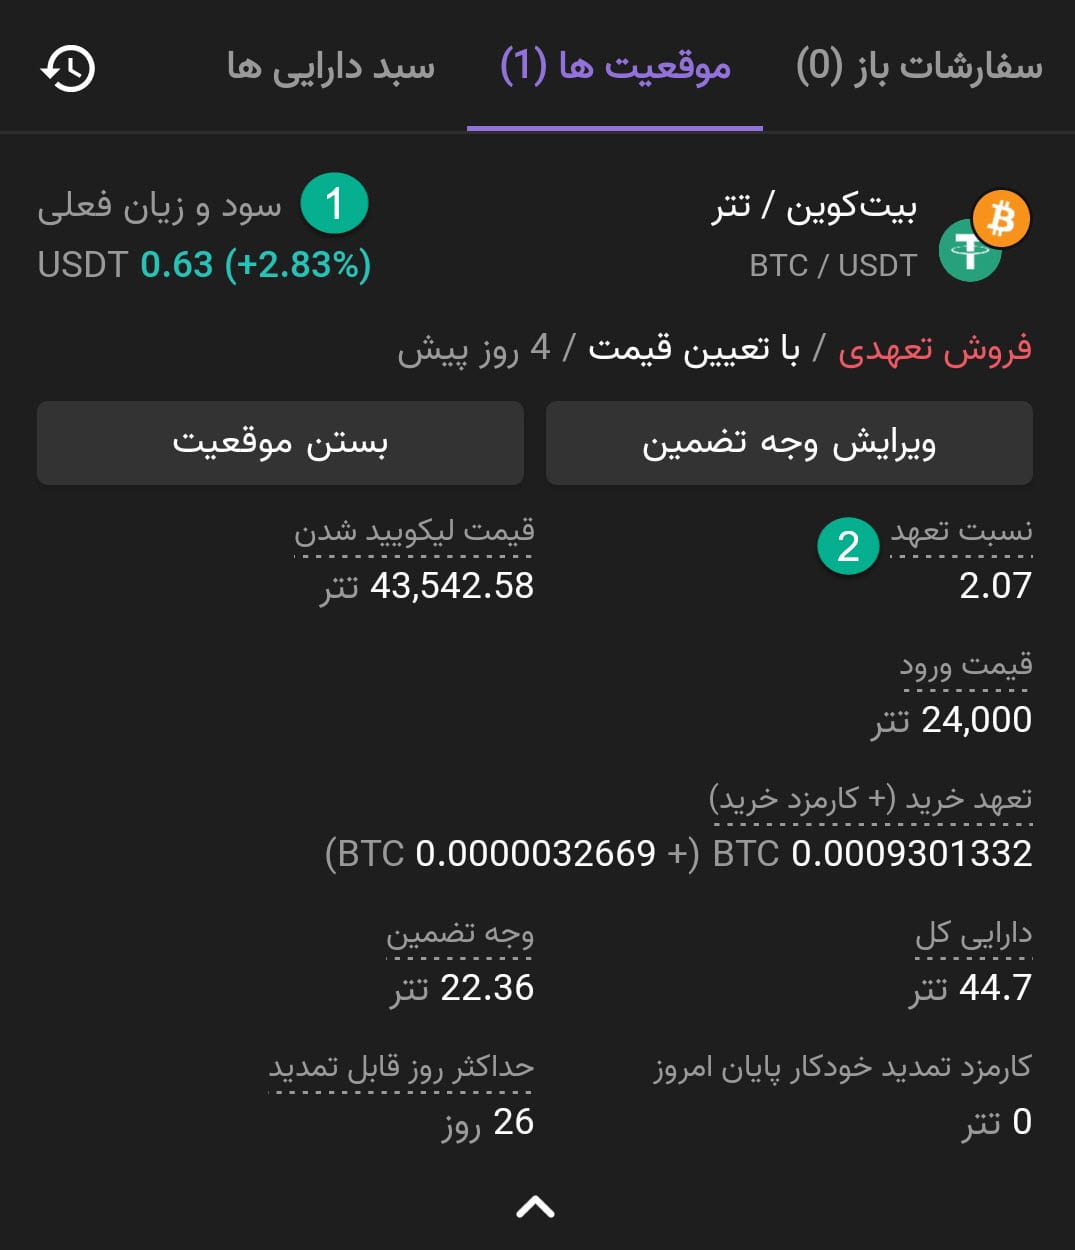 سفارشات باز (0) موقعیت ها (1) سبد دارایی ها
بیت‌کوین / تتر 1 سود و زیان فعلی
BTC / USDT USDT 0.63 (+2.83%)
فروش تعهدی / با تعیین قیمت / 4 روز پیش
ویرایش وجه تضمین بستن موقعیت
نسبت تعهد 2 قیمت لیکویید شدن
2.07 43,542.58 تتر
قیمت ورود
24,000 تتر
تعهد خرید (+ کارمزد خرید)
0.0009301332 BTC (+ 0.0000032669 BTC)
دارایی کل وجه تضمین
44.7 تتر 22.36 تتر
کارمزد تمدید خودکار پایان امروز حداکثر روز قابل تمدید
0 تتر 26 روز